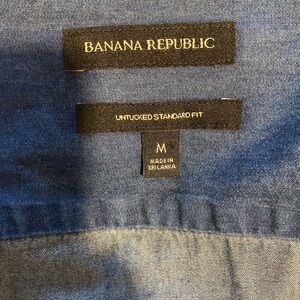 BANANA REPUBLIC
UNTUCKED STANDARD FIT
M
MADE IN
SRI LANKA